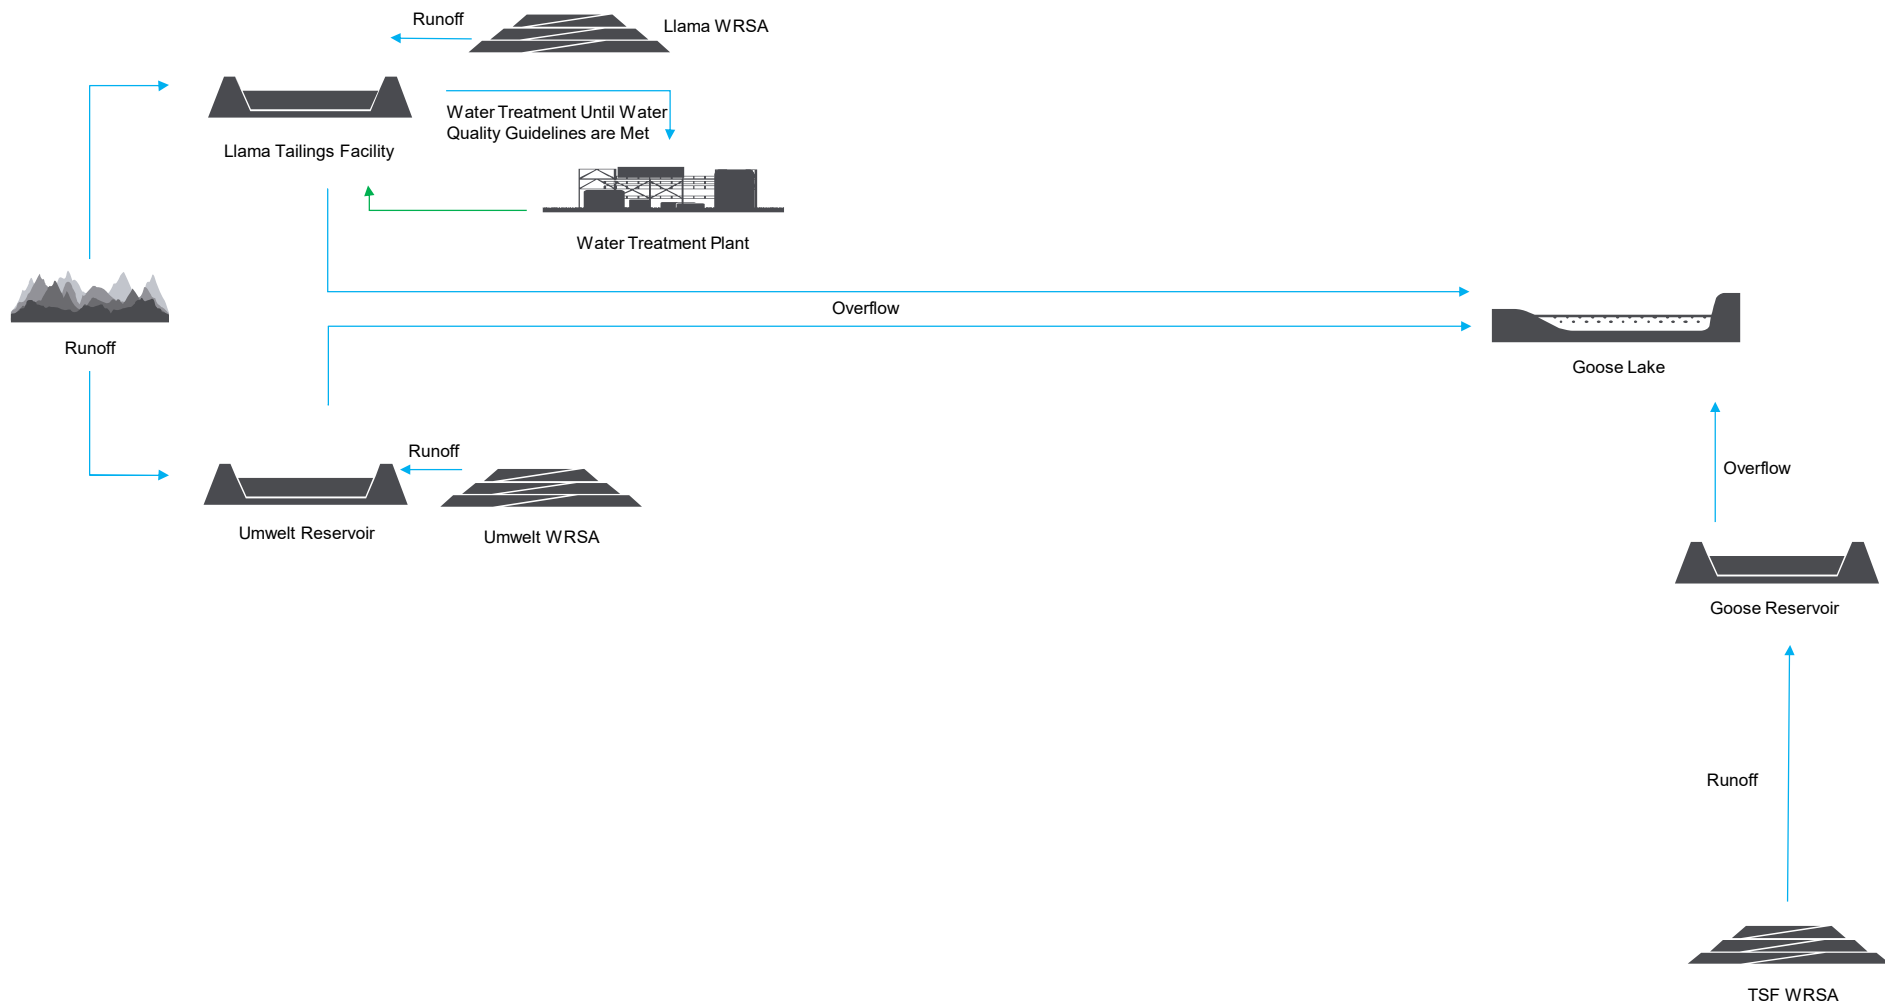 Runoff
Llama WRSA
Water Treatment Until Water
Quality Guidelines are Met
Llama Tailings Facility
Water Treatment Plant
Overflow
Runoff
Goose Lake
Runoff
Overflow
Umwelt Reservoir
Umwelt WRSA
Goose Reservoir
Runoff
TSF WRSA